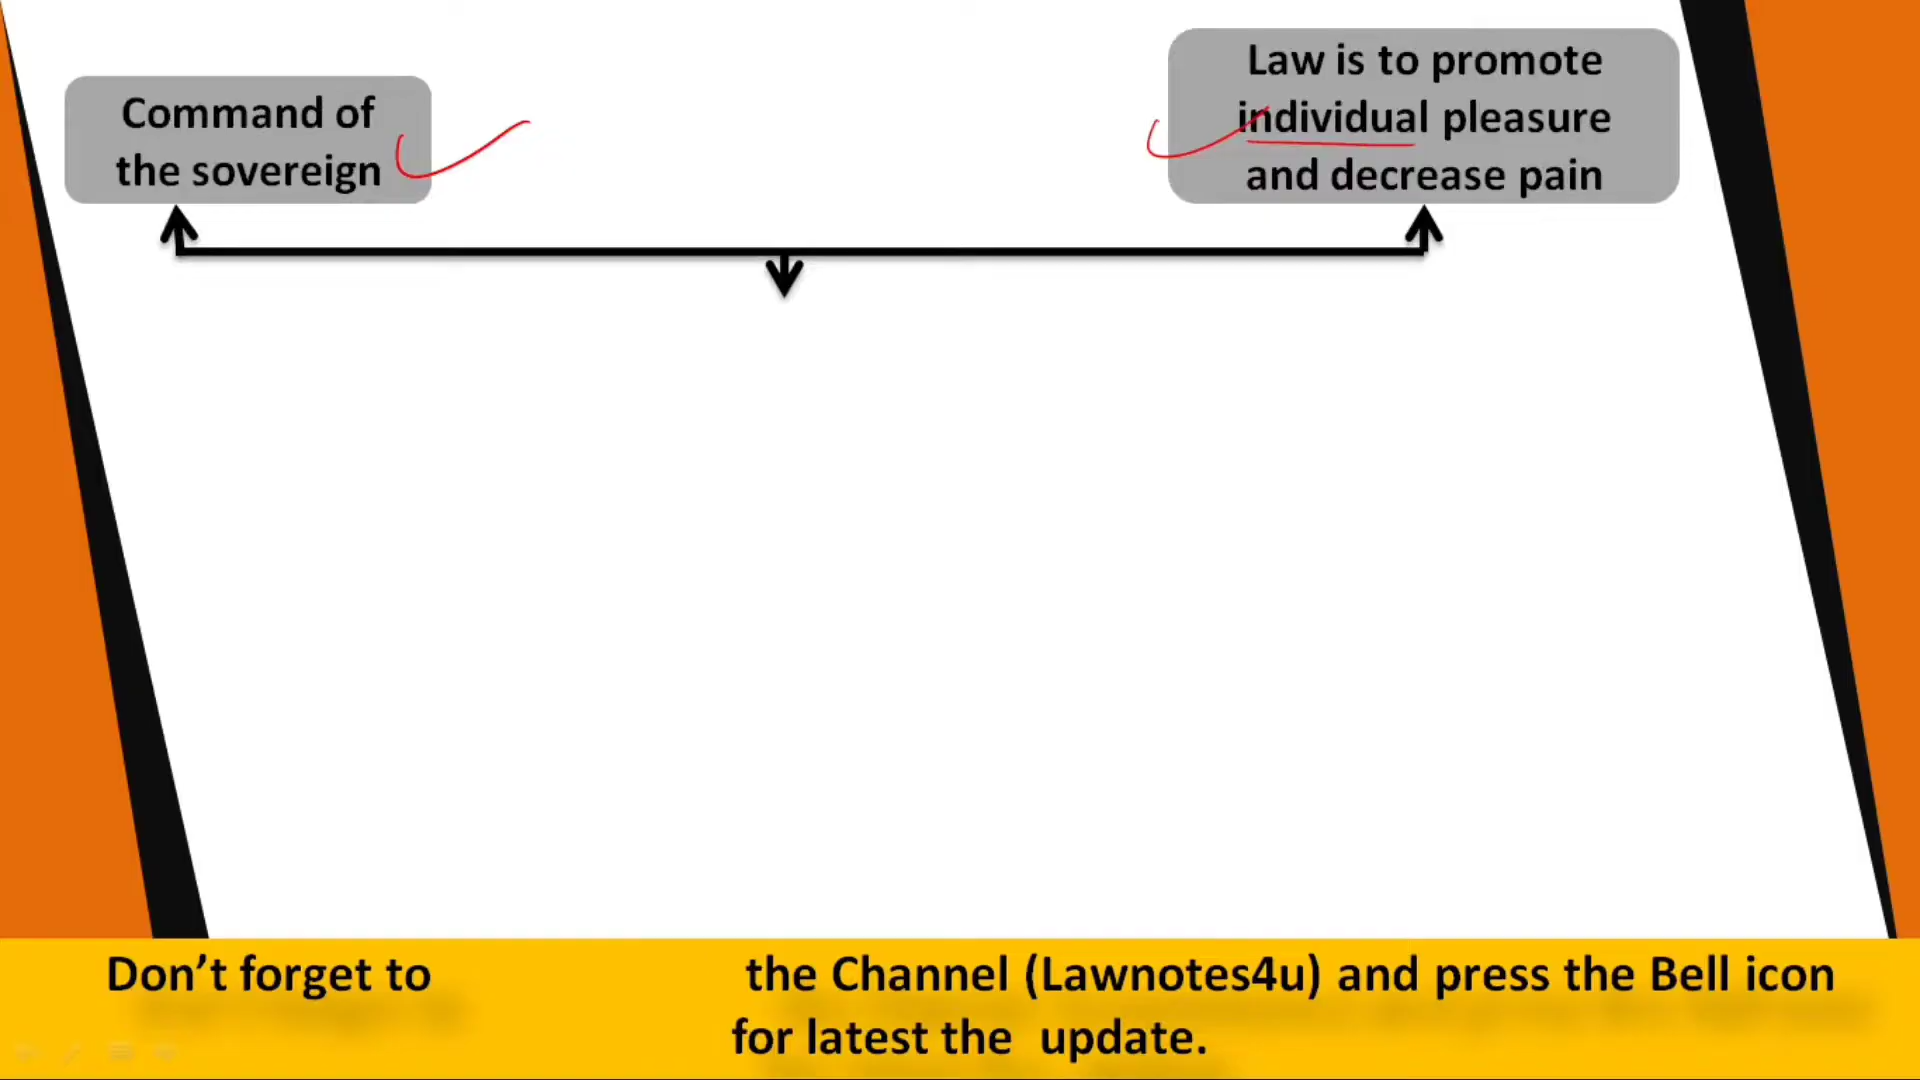 Command of
the sovereign
Law is to promote
individual pleasure
and decrease pain
Don’t forget to the Channel (Lawnotes4u) and press the Bell icon
for latest the update.